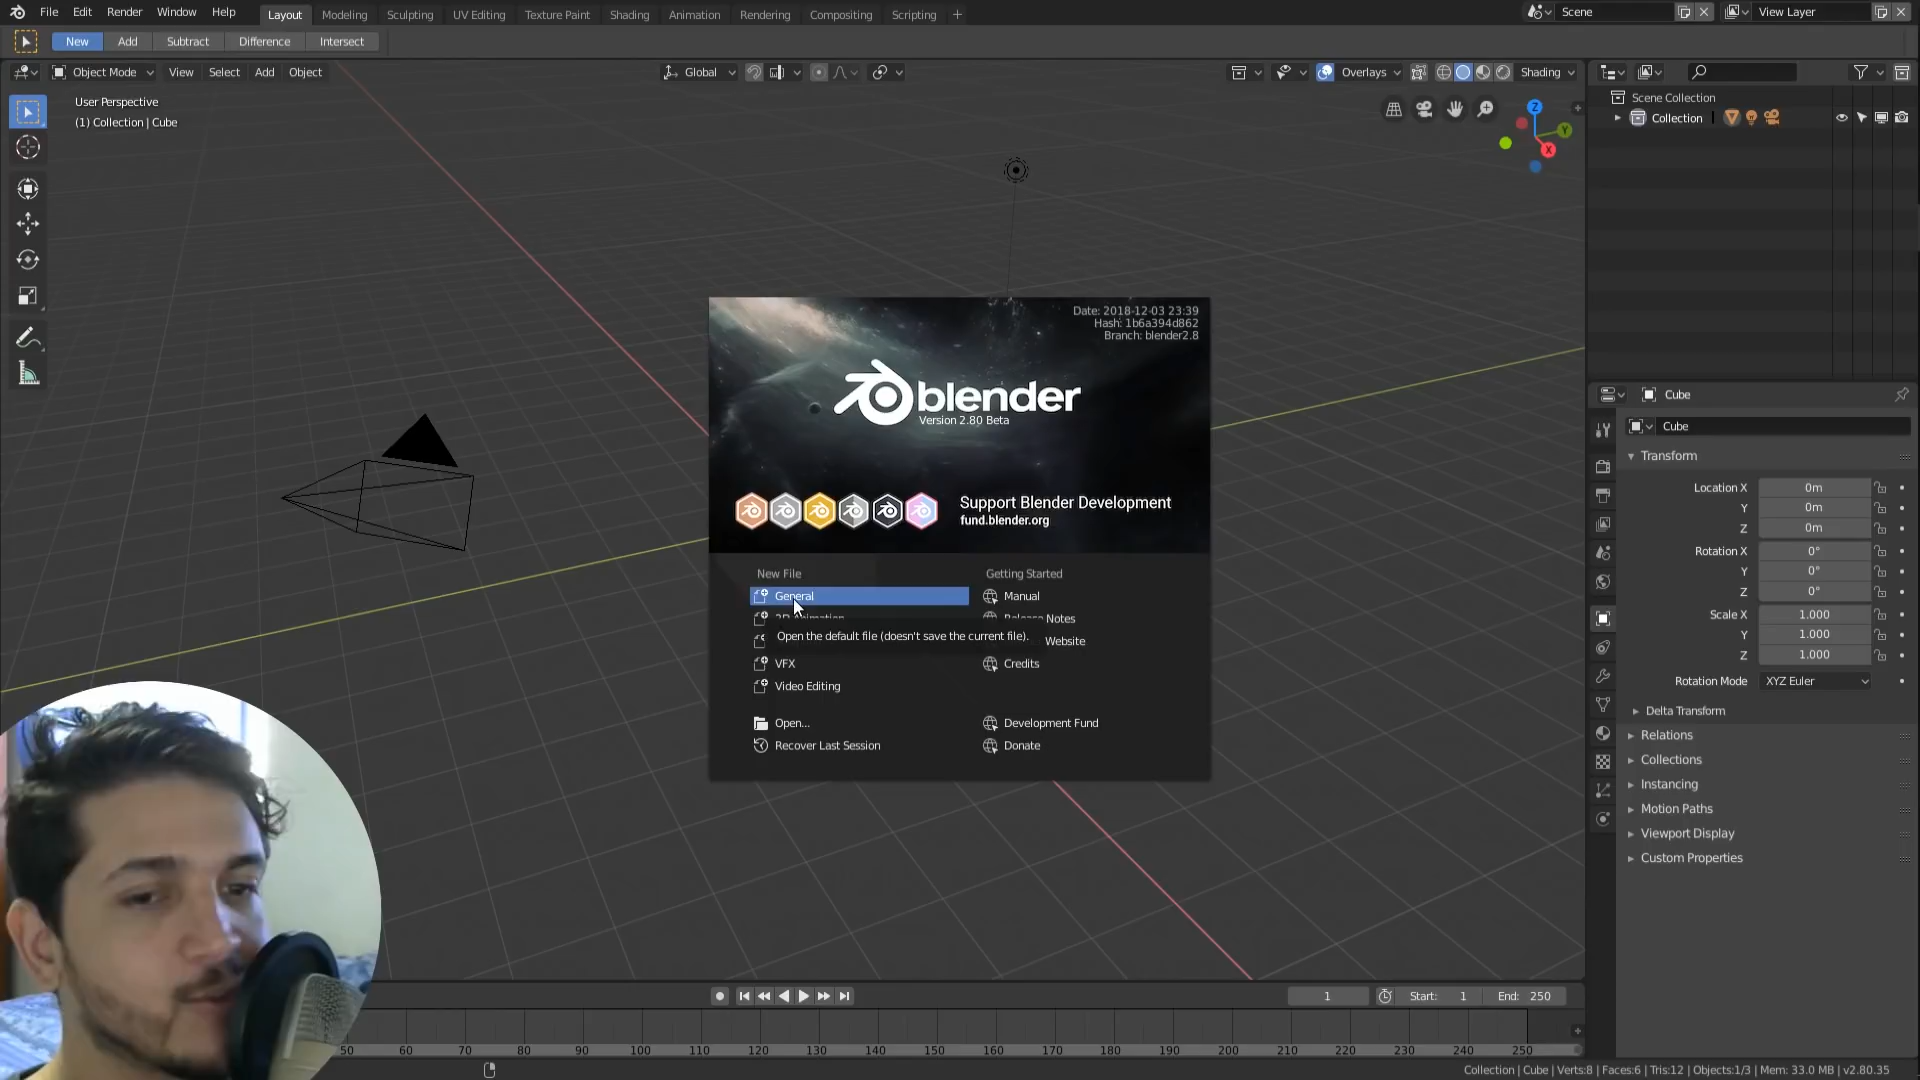 File Edit Render Window Help Layout Modeling Sculpting UV Editing Texture Paint Shading Animation Rendering Compositing Scripting + Scene View Layer
New Add Subtract Difference Intersect
Object Mode View Select Add Object Global Overlays Shading
User Perspective
(1) Collection | Cube
Z
Y
X
Scene Collection
Collection
Date: 2018-12-03 23:39
Hash: 1b6a394d862
Branch: blender2.8
blender
Version 2.80 Beta
Support Blender Development
fund.blender.org
New File
General
2D Animation
Open the default file (doesn't save the current file).
VFX
Video Editing
Open...
Recover Last Session
Getting Started
Manual
Release Notes
Website
Credits
Development Fund
Donate
Cube
Cube
Transform
Location X 0m
Y 0m
Z 0m
Rotation X 0°
Y 0°
Z 0°
Scale X 1.000
Y 1.000
Z 1.000
Rotation Mode XYZ Euler
Delta Transform
Relations
Collections
Instancing
Motion Paths
Viewport Display
Custom Properties
1 Start: 1 End: 250
50 60 70 80 90 100 110 120 130 140 150 160 170 180 190 200 210 220 230 240 250
Collection | Cube | Verts:8 | Faces:6 | Tris:12 | Objects:1/3 | Mem: 33.0 MB | v2.80.35